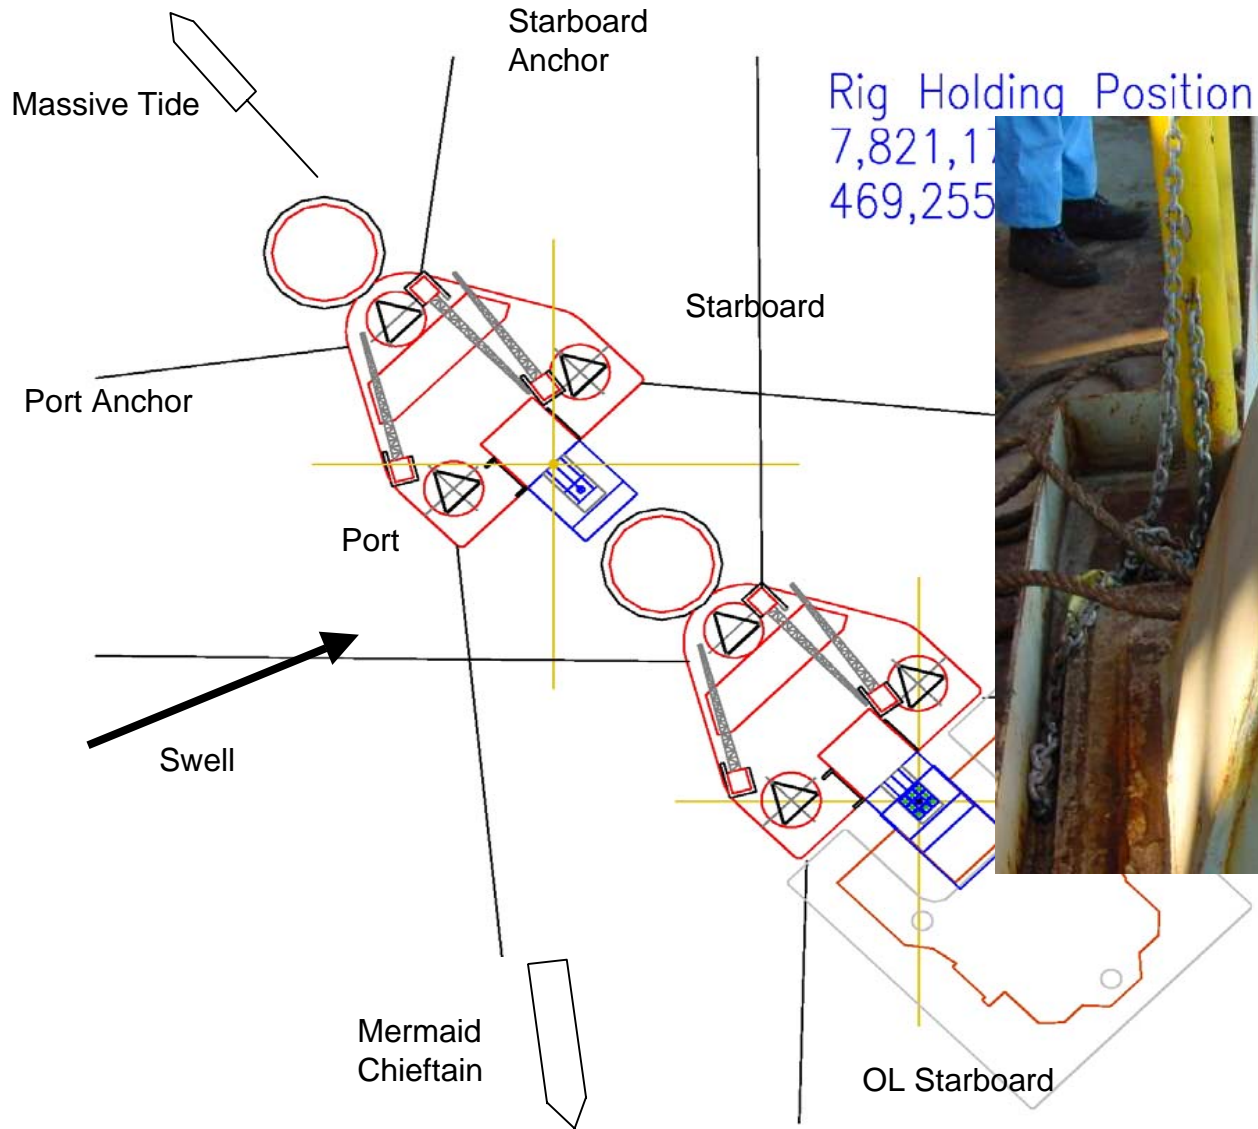 Starboard
Anchor
Massive Tide
Rig Holding Position
7,821,17
469,255
Starboard
Port Anchor
Port
Swell
Mermaid
Chieftain
OL Starboard